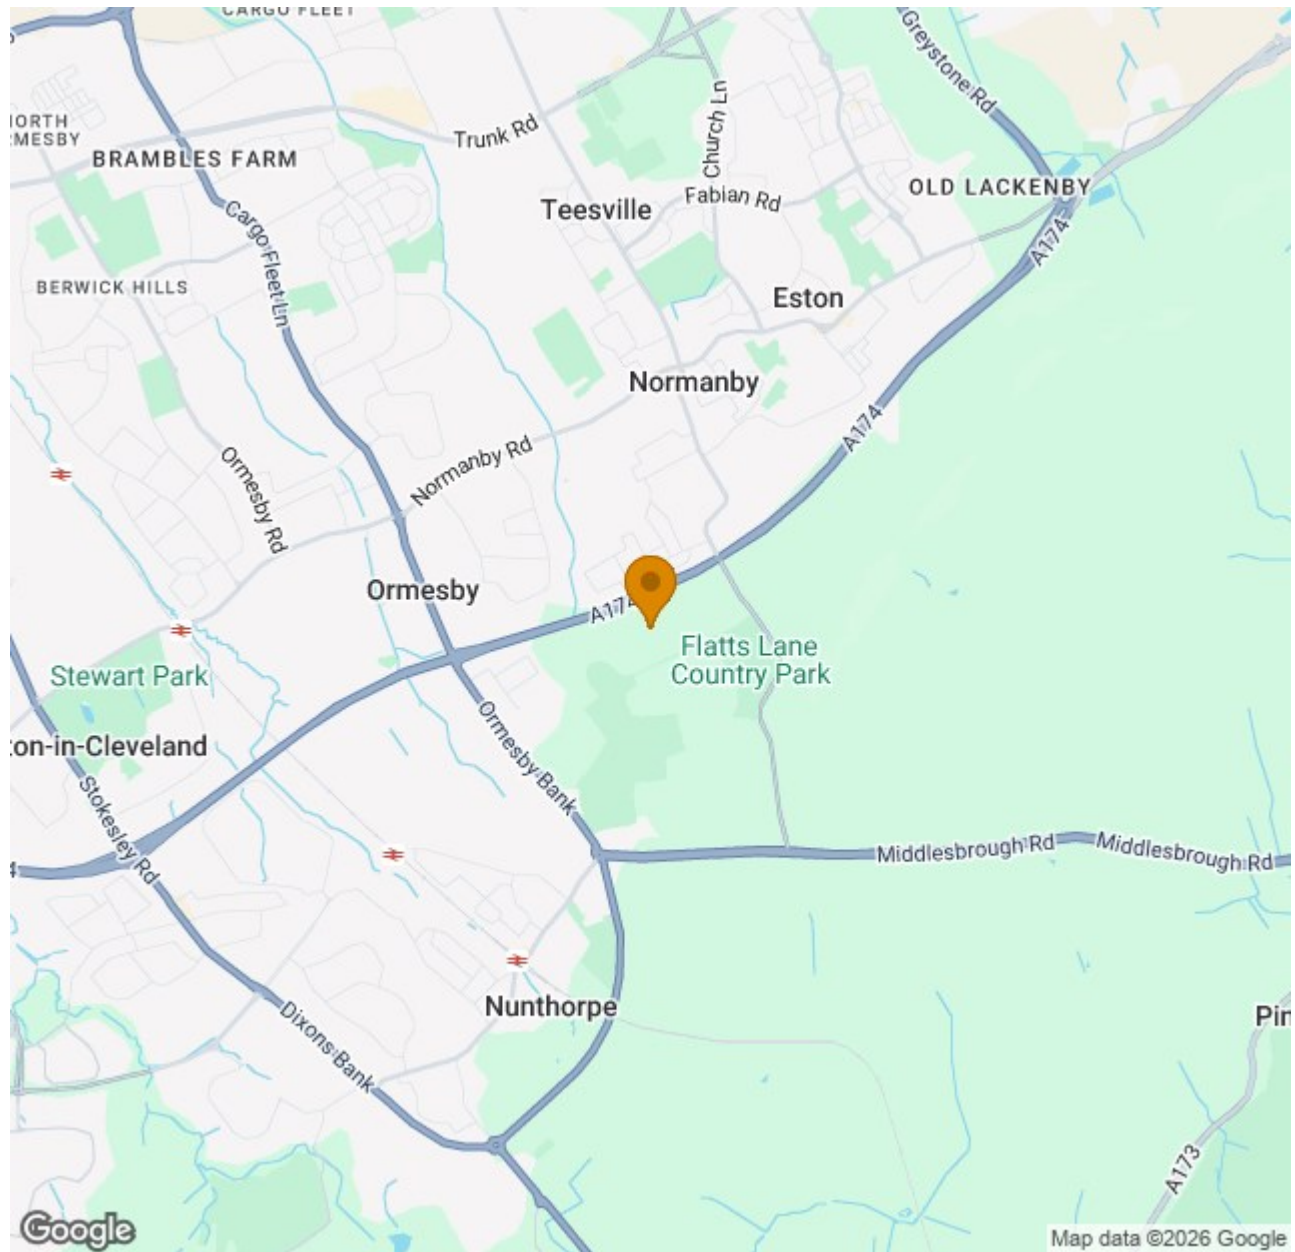 CARGO FLEET
Greystone Rd
Trunk Rd
Church Ln
BRAMBLES FARM
Fabian Rd
OLD LACKENBY
Teesville
A174
Cargo Fleet Ln
BERWICK HILLS
Eston
Normanby
A174
Normanby Rd
Ormesby Rd
Ormesby
A174
Flatts Lane
Country Park
Stewart Park
Ormesby Bank
ton-in-Cleveland
Stokesley Rd
Middlesbrough Rd
Middlesbrough Rd
4
Nunthorpe
Pin
Dixons Bank
A173
Google
Map data ©2026 Google